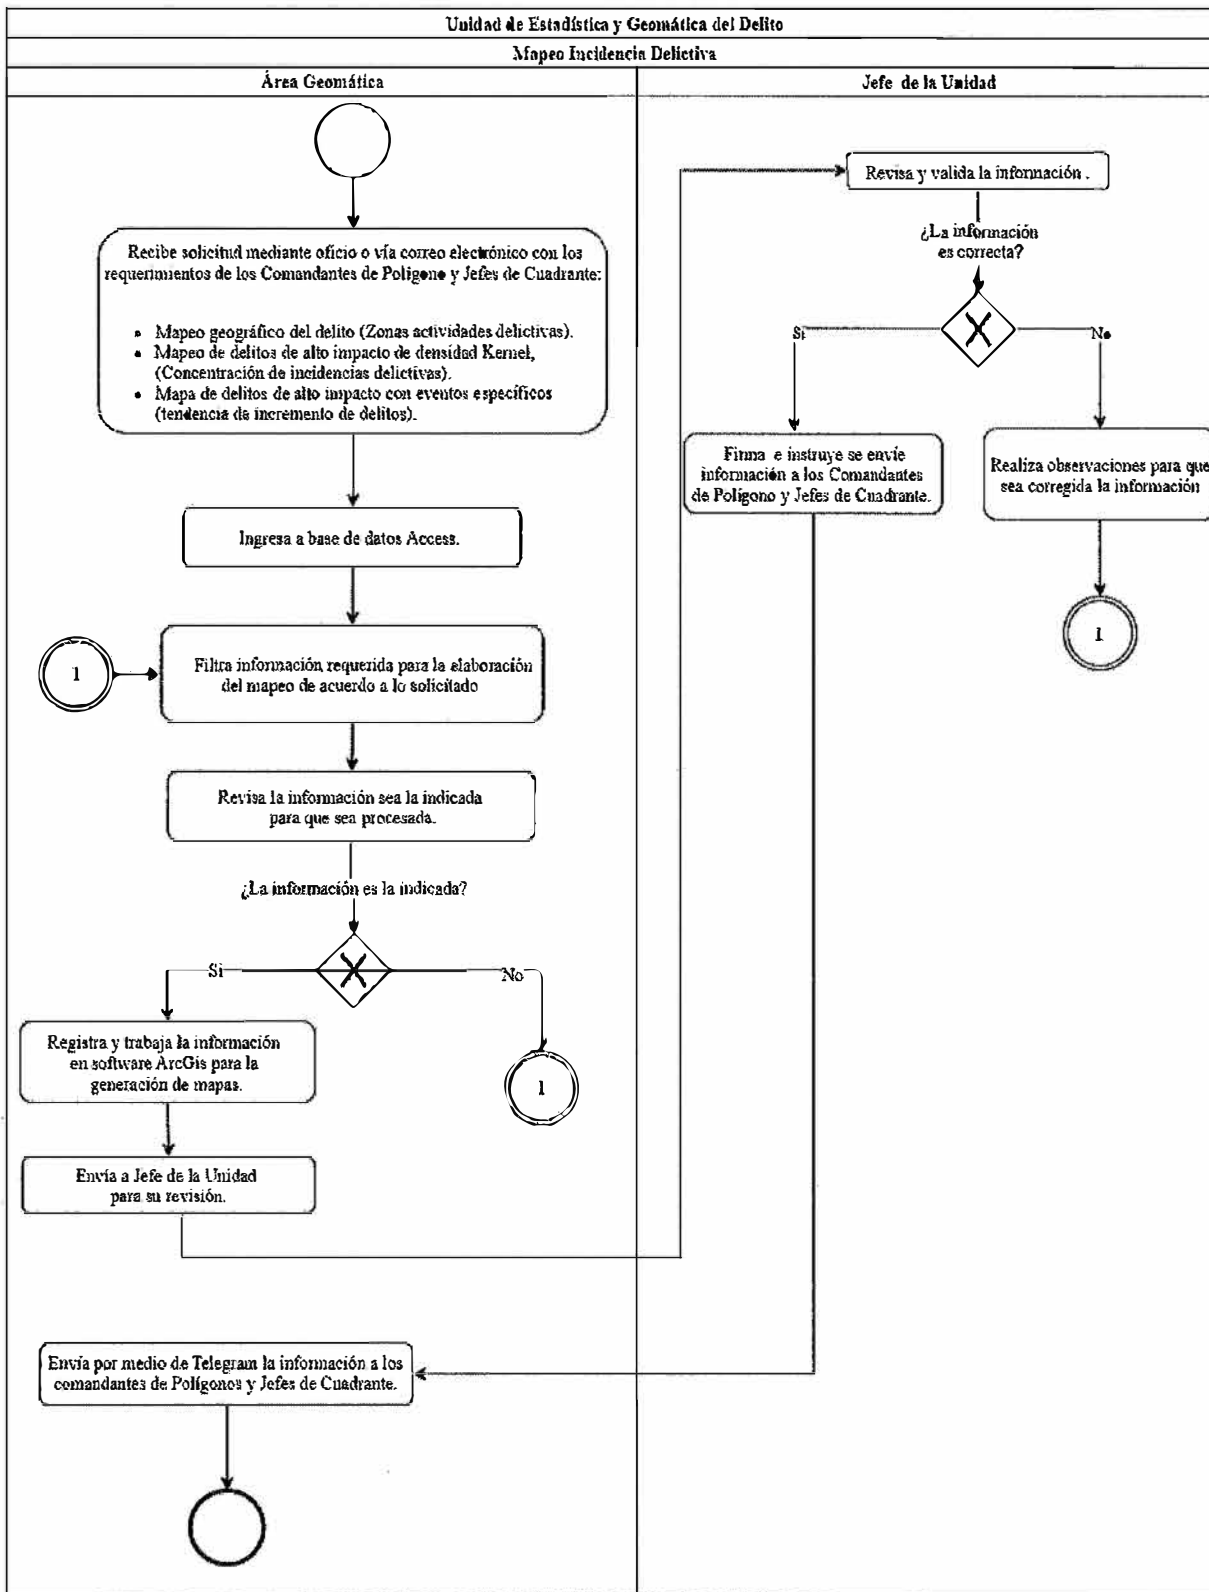 Unidad de Estadística y Geomática del Delito
Mapeo Incidencia Delictiva
Área Geomática
Jefe de la Unidad
Recibe solicitud mediante oficio o vía correo electrónico con los
requerimientos de los Comandantes de Polígono y Jefes de Cuadrante:
• Mapeo geográfico del delito (Zonas actividades delictivas).
• Mapeo de delitos de alto impacto de densidad Kernel,
(Concentración de incidencias delictivas).
• Mapa de delitos de alto impacto con eventos específicos
(tendencia de incremento de delitos).
Ingresa a base de datos Access.
1
Filtra información requerida para la elaboración
del mapeo de acuerdo a lo solicitado
Revisa la información sea la indicada
para que sea procesada.
¿La información es la indicada?
Si
No
Registra y trabaja la información
en software ArcGis para la
generación de mapas.
1
Envía a Jefe de la Unidad
para su revisión.
Revisa y valida la información .
¿La información
es correcta?
Si
No
Firma e instruye se envíe
información a los Comandantes
de Polígono y Jefes de Cuadrante.
Realiza observaciones para que
sea corregida la información
1
Envía por medio de Telegram la información a los
comandantes de Polígonos y Jefes de Cuadrante.